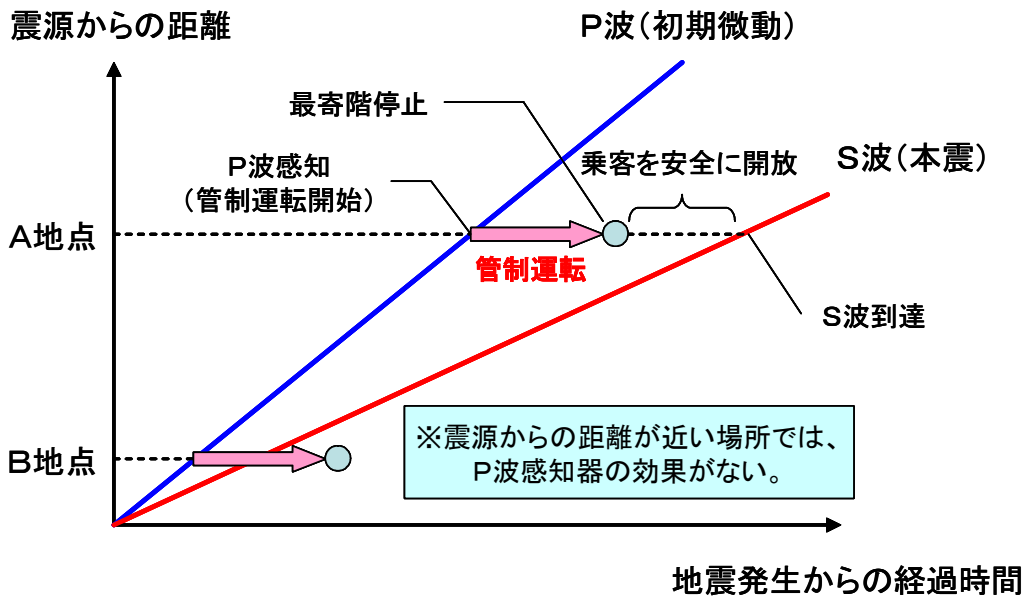 震源からの距離
P波(初期微動)
最寄階停止
P波感知
(管制運転開始)
乗客を安全に開放
S波(本震)
A地点
管制運転
S波到達
※震源からの距離が近い場所では、
P波感知器の効果がない。
B地点
地震発生からの経過時間